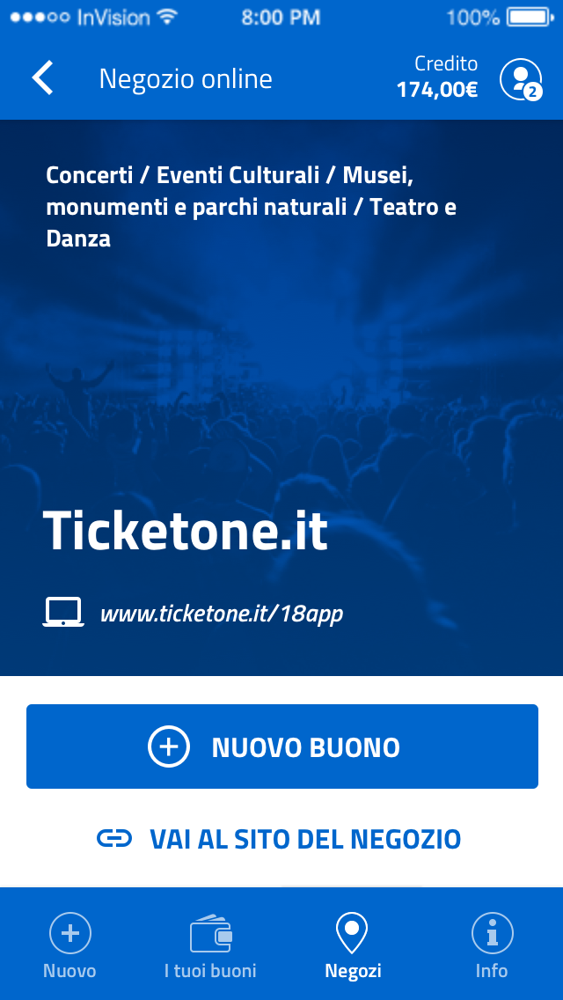 InVision 8:00 PM 100%
Negozio online
Credito
174,00€
2
Concerti / Eventi Culturali / Musei,
monumenti e parchi naturali / Teatro e
Danza
Ticketone.it
www.ticketone.it/18app
NUOVO BUONO
VAI AL SITO DEL NEGOZIO
Nuovo I tuoi buoni Negozi Info